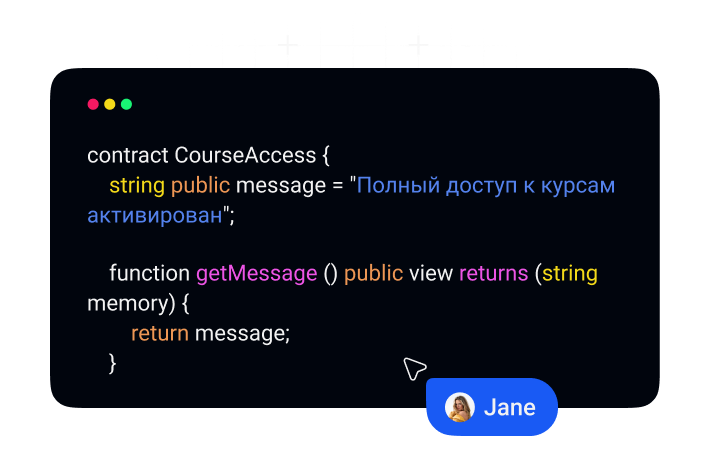 contract CourseAccess {
string public message = "Полный доступ к курсам
активирован";
function getMessage () public view returns (string
memory) {
return message;
}
Jane